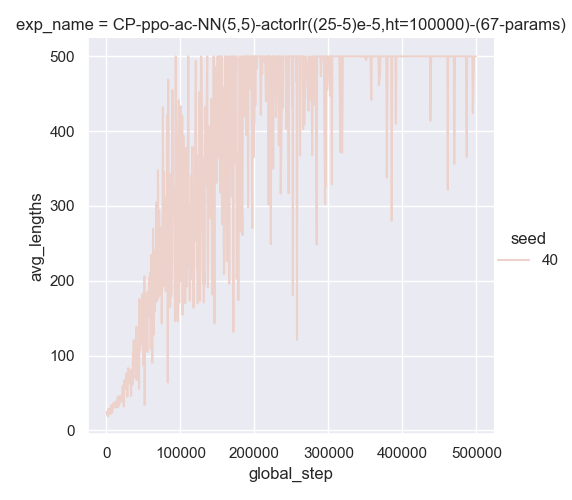 exp_name = CP-ppo-ac-NN(5,5)-actorlr((25-5)e-5,ht=100000)-(67-params)
500
400
300
200
100
0
avg_lengths
0 100000 200000 300000 400000 500000
global_step
seed
40